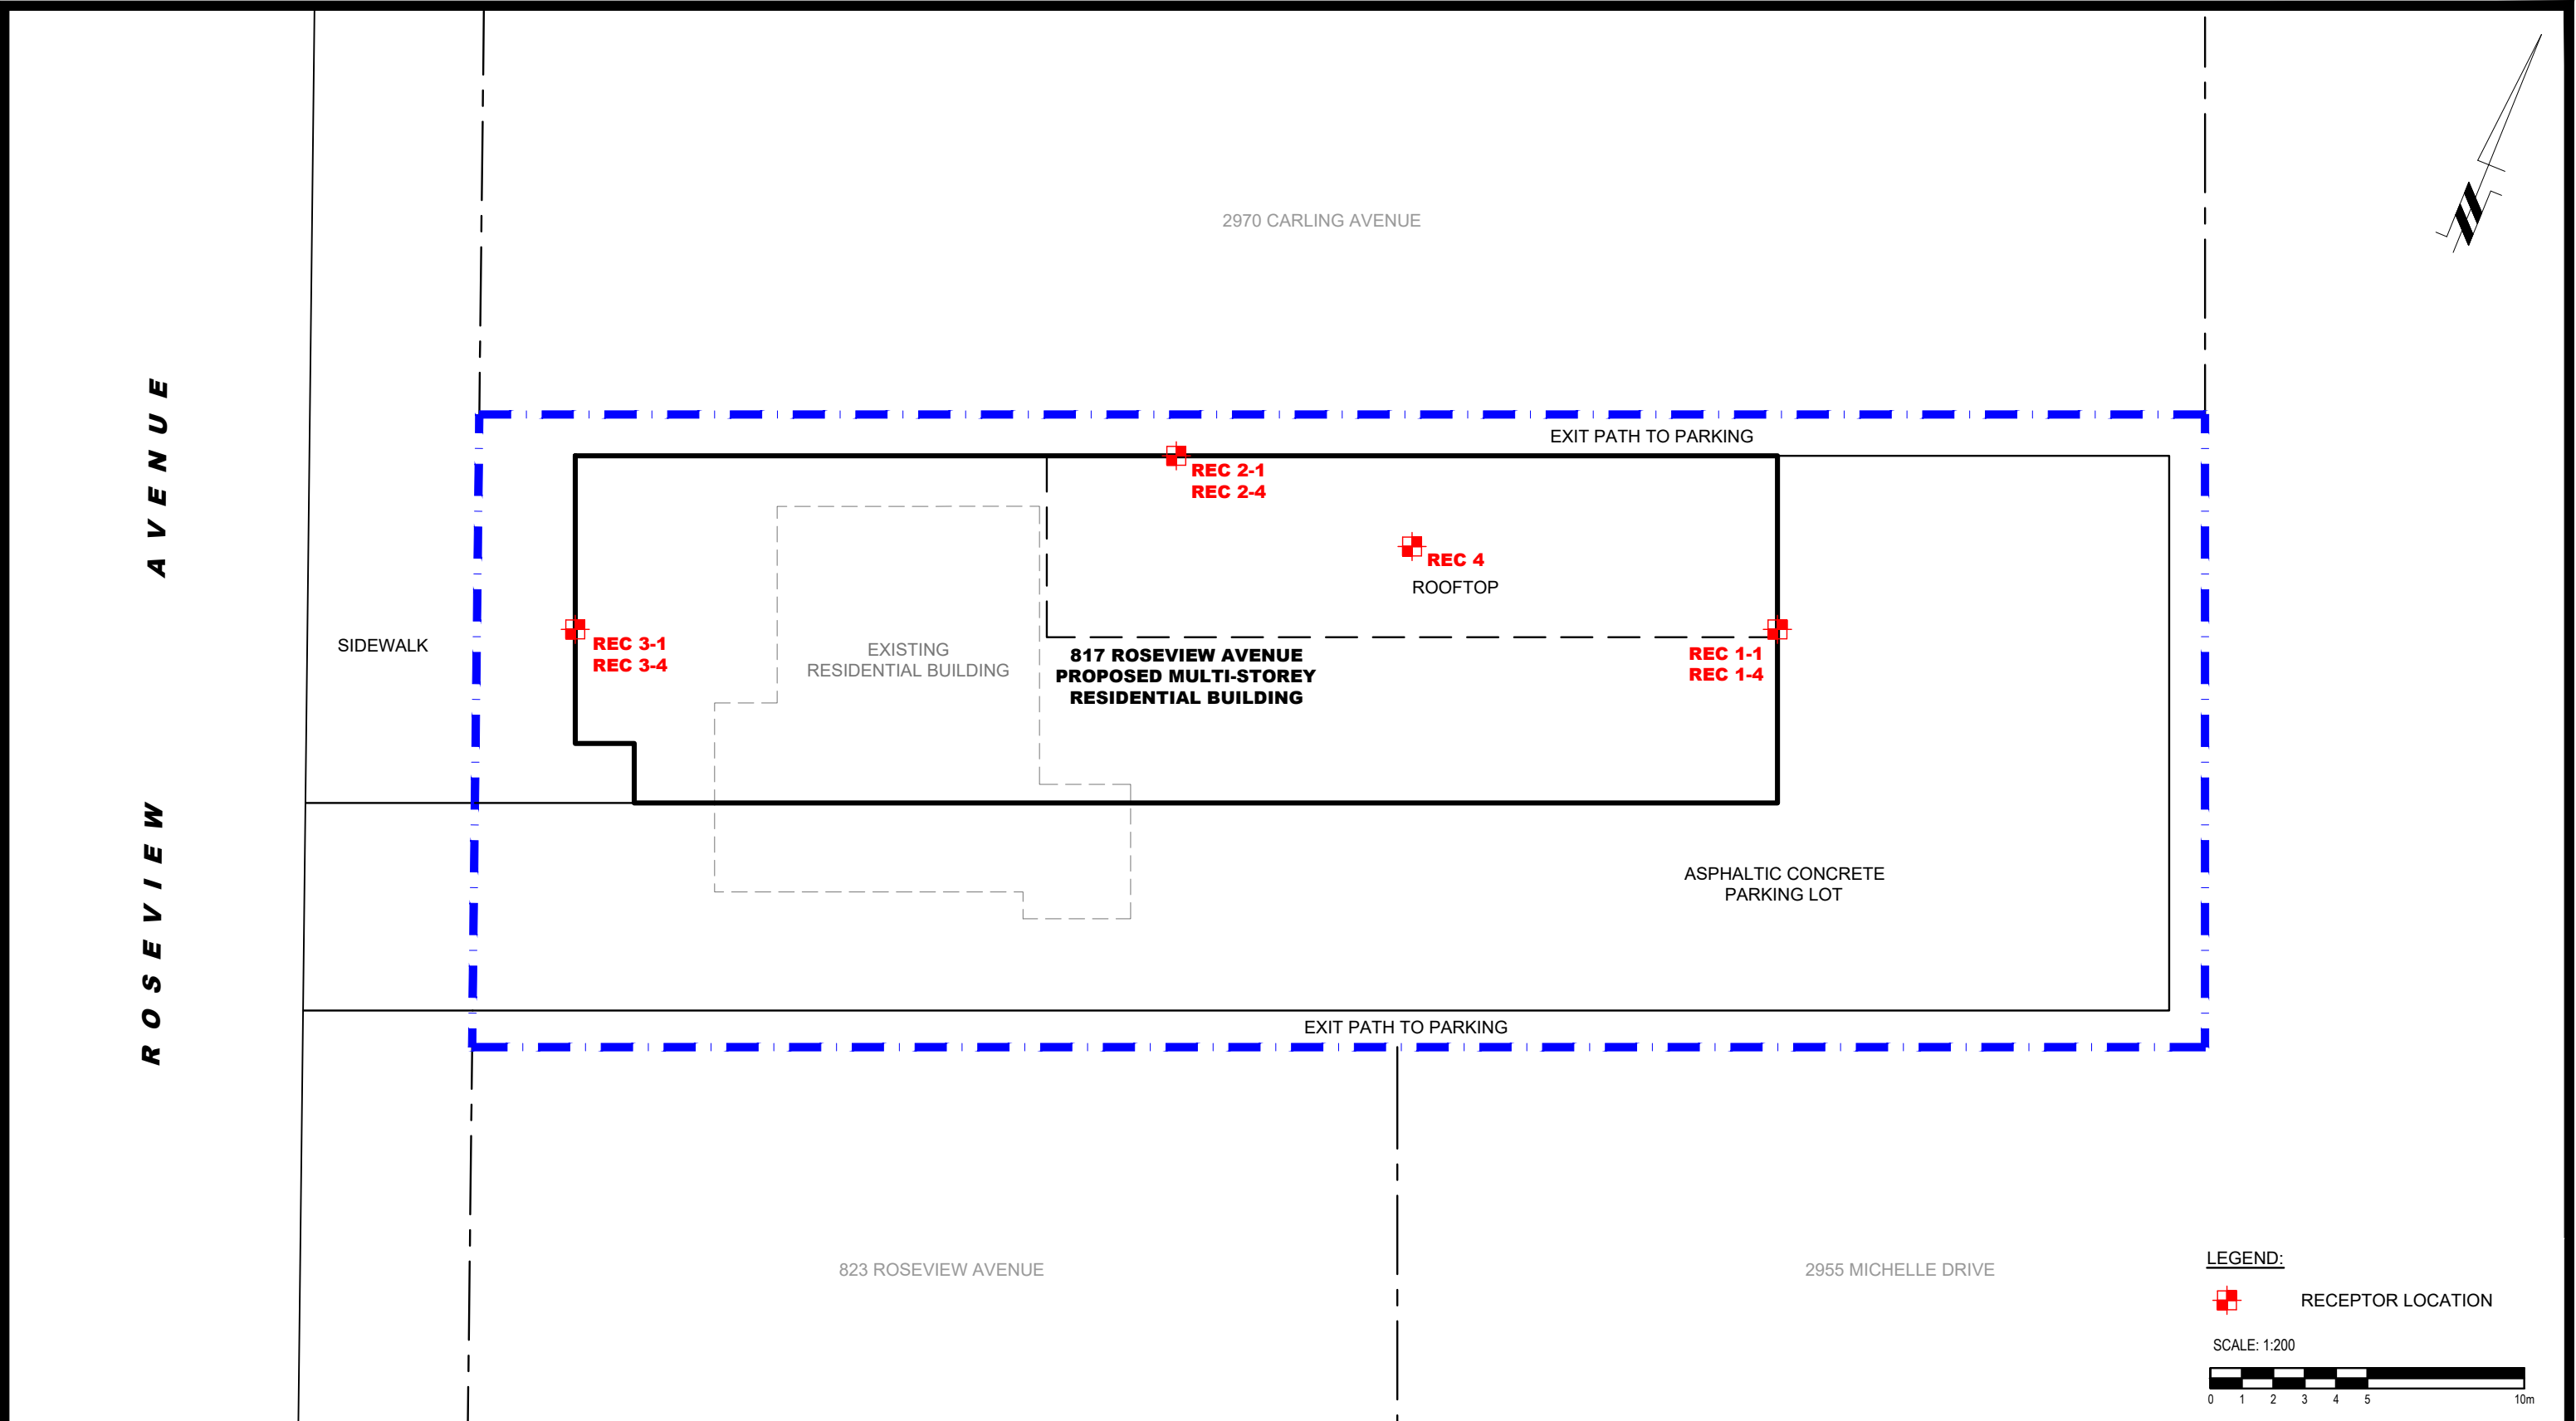 2970 CARLING AVENUE
EXIT PATH TO PARKING
REC 2-1
REC 2-4
REC 4
ROOFTOP
ROSEVIEW AVENUE
SIDEWALK
REC 3-1
REC 3-4
EXISTING
RESIDENTIAL BUILDING
817 ROSEVIEW AVENUE
PROPOSED MULTI-STOREY
RESIDENTIAL BUILDING
REC 1-1
REC 1-4
ASPHALTIC CONCRETE
PARKING LOT
EXIT PATH TO PARKING
823 ROSEVIEW AVENUE
2955 MICHELLE DRIVE
LEGEND:
RECEPTOR LOCATION
SCALE: 1:200
0 1 2 3 4 5 10m